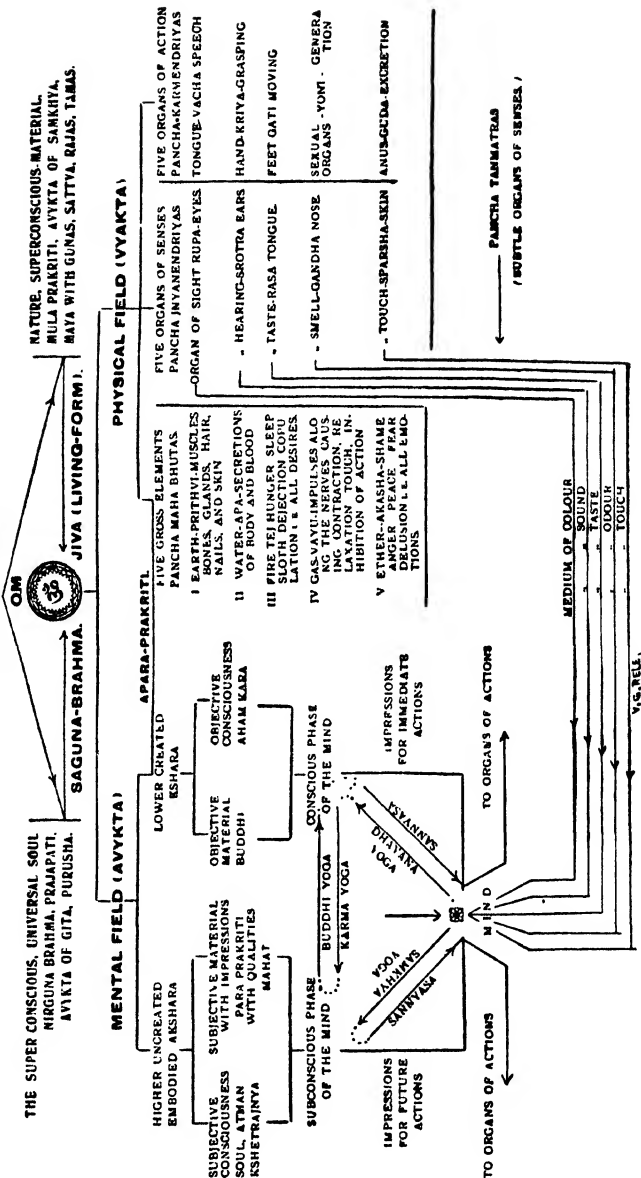 OM
ॐ
THE SUPER CONSCIOUS, UNIVERSAL SOUL
NIRGUNA BRAHMA, PRAJAPATI,
AVYKTA OF GITA, PURUSHA.
NATURE, SUPERCONSCIOUS-MATERIAL,
MULA PRAKRITI, AVYKTA OF SAMKHYA,
MAYA WITH GUNAS, SATTVA, RAJAS, TAMAS.
SAGUNA-BRAHMA.
JIVA (LIVING-FORM).
MENTAL FIELD (AVYKTA)
PHYSICAL FIELD (VYAKTA)
APARA-PRAKRITI.
HIGHER UNCREATED
EMBODIED AKSHARA
LOWER CREATED
KSHARA
SUBJECTIVE
CONSCIOUSNESS
SOUL, ATMAN
KSHETRAJNYA
SUBJECTIVE MATERIAL
WITH IMPRESSIONS
PARA PRAKRITI
WITH QUALITIES
MAHAT
OBJECTIVE
MATERIAL
BUDDHI
OBJECTIVE
CONSCIOUSNESS
AHAM KARA
SUBCONSCIOUS PHASE
OF THE MIND
CONSCIOUS PHASE
OF THE MIND
BUDDHI YOGA
KARMA YOGA
IMPRESSIONS
FOR FUTURE
ACTIONS
SAMKHYA
YOGA
SANNYASA
DHAYANA
YOGA
SANNYASA
IMPRESSIONS
FOR IMMEDIATE
ACTIONS
MIND
TO ORGANS OF ACTIONS
TO ORGANS OF ACTIONS
FIVE GROSS ELEMENTS
PANCHA MAHA BHUTAS.
I EARTH-PRITHVI-MUSCLES
BONES, GLANDS, HAIR,
NAILS, AND SKIN
II WATER--APA-SECRETIONS
OF BODY AND BLOOD
III FIRE TEJ HUNGER SLEEP
SLOTH DEJECTION COPU
LATION I E ALL DESIRES.
IV GAS-VAYU-IMPULSES ALO
NG THE NERVES CAUS-
ING CONTRACTION, RE
LAXATION TOUCH, IN-
HIBITION OF ACTION
V ETHER--AKASHA-SHAME
ANGER PEACE FEAR
DELUSION I.E. ALL EMO-
TIONS.
FIVE ORGANS OF SENSES
PANCHA JNYANENDRIYAS
ORGAN OF SIGHT RUPA-EYES
- HEARING-SROTRA EARS
- TASTE-RASA TONGUE.
- SMELL-GANDHA NOSE
- TOUCH-SPARSHA-SKIN
FIVE ORGANS OF ACTION
PANCHA-KARMENDRIYAS
TONGUE-VACHA SPEECH
HAND-KRIYA-GRASPING
FEET GATI MOVING
SEXUAL -YONI - GENERA
ORGANS TION
ANUS-GUDA-EXCRETION
PANCHA TANMATRAS
(SUBTLE ORGANS OF SENSES.)
MEDIUM OF COLOUR
" SOUND
" TASTE
" ODOUR
" TOUCH
V.G.RELE.